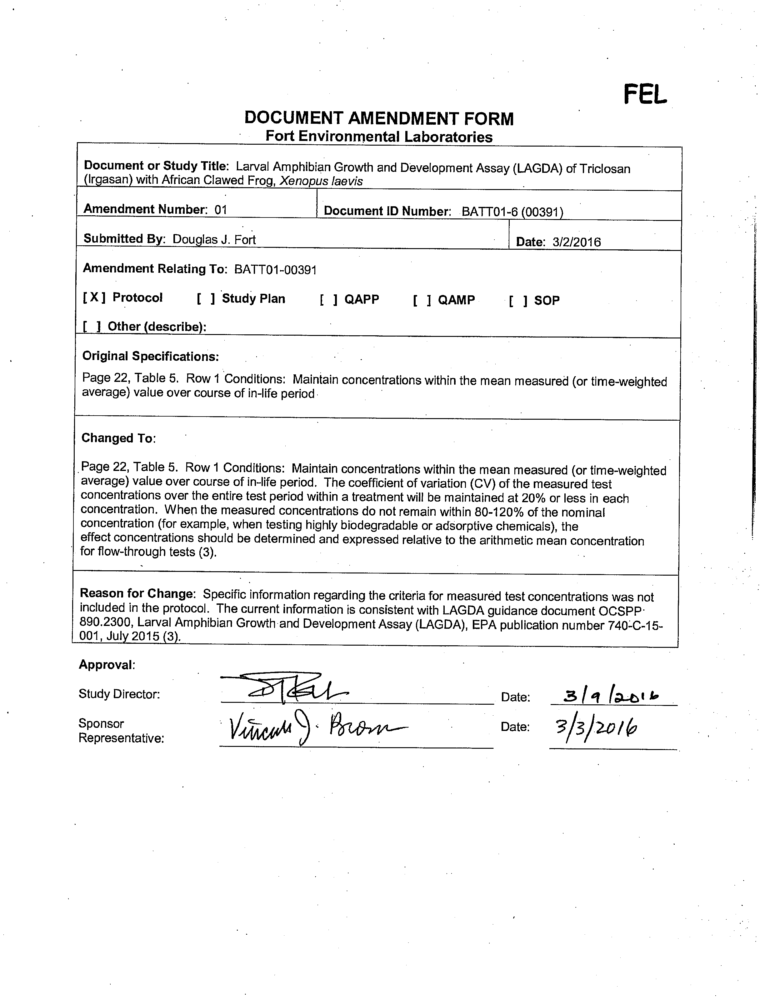 FEL
DOCUMENT AMENDMENT FORM
Fort Environmental Laboratories
Document or Study Title: Larval Amphibian Growth and Development Assay (LAGDA) of Triclosan
(Irgasan) with African Clawed Frog, Xenopus laevis
Amendment Number: 01
Document ID Number: BATT01-6 (00391)
Submitted By: Douglas J. Fort
Date: 3/2/2016
Amendment Relating To: BATT01-00391
[X] Protocol [ ] Study Plan [ ] QAPP [ ] QAMP [ ] SOP
[ ] Other (describe):
Original Specifications:
Page 22, Table 5. Row 1 Conditions: Maintain concentrations within the mean measured (or time-weighted
average) value over course of in-life period
Changed To:
Page 22, Table 5. Row 1 Conditions: Maintain concentrations within the mean measured (or time-weighted
average) value over course of in-life period. The coefficient of variation (CV) of the measured test
concentrations over the entire test period within a treatment will be maintained at 20% or less in each
concentration. When the measured concentrations do not remain within 80-120% of the nominal
concentration (for example, when testing highly biodegradable or adsorptive chemicals), the
effect concentrations should be determined and expressed relative to the arithmetic mean concentration
for flow-through tests (3).
Reason for Change: Specific information regarding the criteria for measured test concentrations was not
included in the protocol. The current information is consistent with LAGDA guidance document OCSPP
890.2300, Larval Amphibian Growth and Development Assay (LAGDA), EPA publication number 740-C-15-
001, July 2015 (3).
Approval:
Study Director:
Date: 3/9/2016
Sponsor
Representative:
J. Brown
Date: 3/3/2016